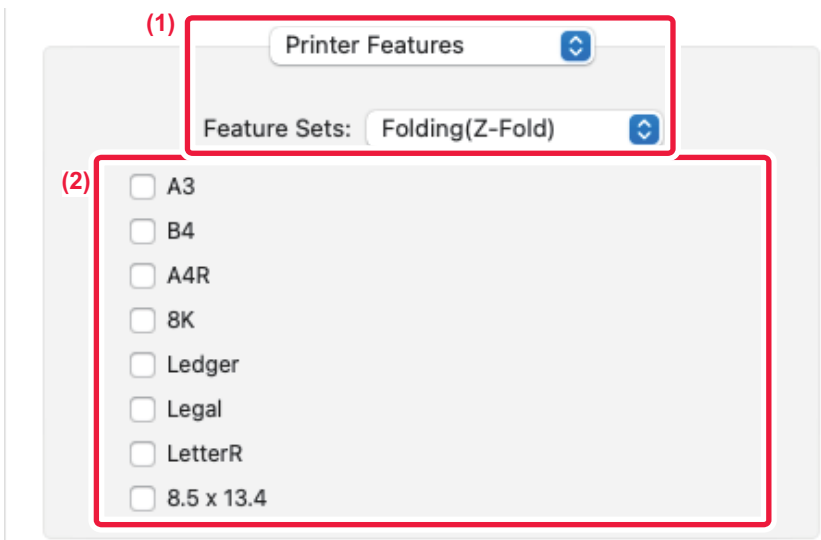 (1)
Printer Features
Feature Sets: Folding(Z-Fold)
(2)
A3
B4
A4R
8K
Ledger
Legal
LetterR
8.5 x 13.4